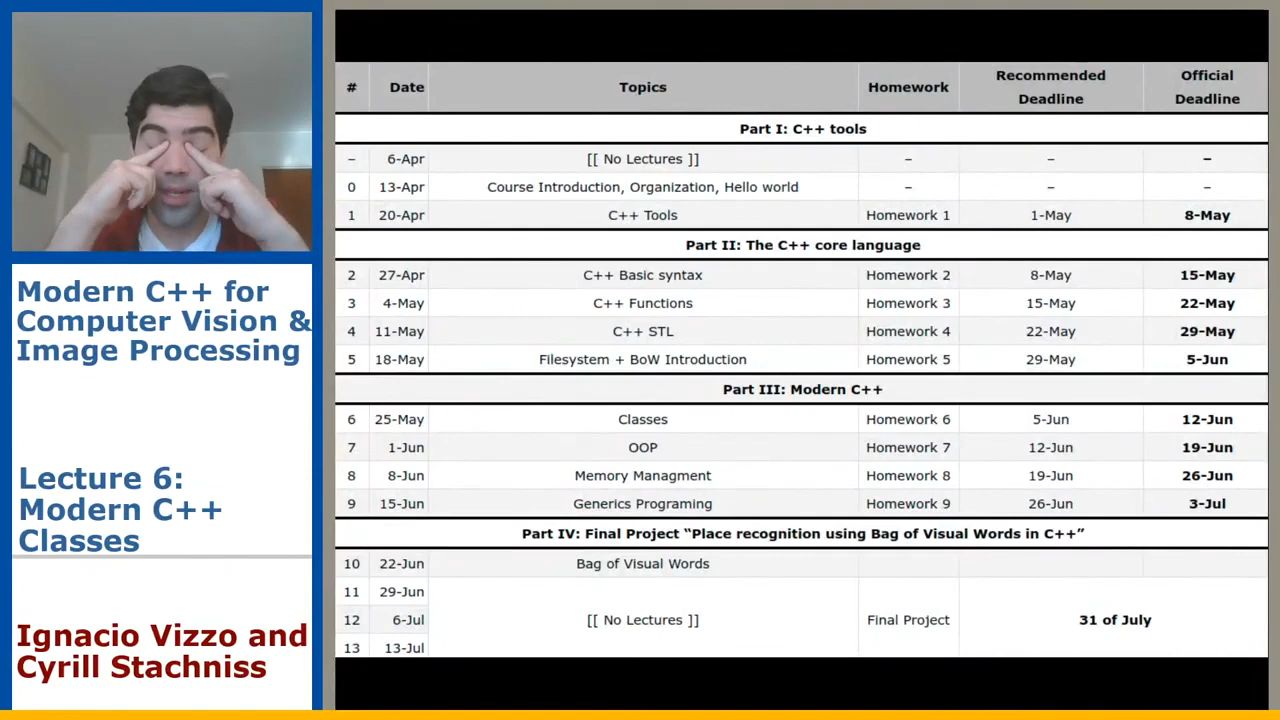 Modern C++ for
Computer Vision &
Image Processing
Lecture 6:
Modern C++
Classes
Ignacio Vizzo and
Cyrill Stachniss
# Date Topics Homework Recommended Deadline Official Deadline
Part I: C++ tools
– 6-Apr [[ No Lectures ]] – – –
0 13-Apr Course Introduction, Organization, Hello world – – –
1 20-Apr C++ Tools Homework 1 1-May 8-May
Part II: The C++ core language
2 27-Apr C++ Basic syntax Homework 2 8-May 15-May
3 4-May C++ Functions Homework 3 15-May 22-May
4 11-May C++ STL Homework 4 22-May 29-May
5 18-May Filesystem + BoW Introduction Homework 5 29-May 5-Jun
Part III: Modern C++
6 25-May Classes Homework 6 5-Jun 12-Jun
7 1-Jun OOP Homework 7 12-Jun 19-Jun
8 8-Jun Memory Managment Homework 8 19-Jun 26-Jun
9 15-Jun Generics Programing Homework 9 26-Jun 3-Jul
Part IV: Final Project “Place recognition using Bag of Visual Words in C++”
10 22-Jun Bag of Visual Words
11 29-Jun
12 6-Jul [[ No Lectures ]] Final Project 31 of July
13 13-Jul